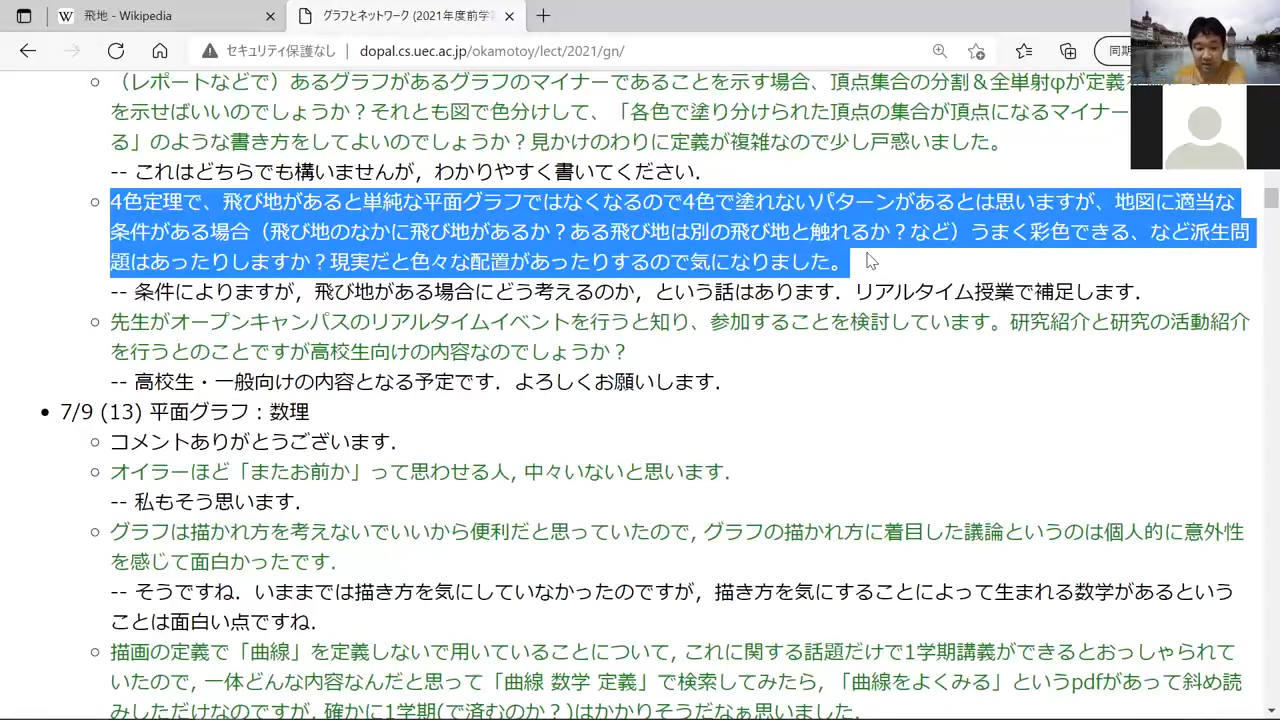 飛地 - Wikipedia
グラフとネットワーク (2021年度前学
セキュリティ保護なし
dopal.cs.uec.ac.jp/okamotoy/lect/2021/gn/
同期
（レポートなどで）あるグラフがあるグラフのマイナーであることを示す場合、頂点集合の分割＆全単射φが定義
を示せばいいのでしょうか？それとも図で色分けして、「各色で塗り分けられた頂点の集合が頂点になるマイナー
る」のような書き方をしてよいのでしょうか？見かけのわりに定義が複雑なので少し戸惑いました。
-- これはどちらでも構いませんが，わかりやすく書いてください．
4色定理で、飛び地があると単純な平面グラフではなくなるので4色で塗れないパターンがあるとは思いますが、地図に適当な
条件がある場合（飛び地のなかに飛び地があるか？ある飛び地は別の飛び地と触れるか？など）うまく彩色できる、など派生問
題はあったりしますか？現実だと色々な配置があったりするので気になりました。
-- 条件によりますが，飛び地がある場合にどう考えるのか，という話はあります．リアルタイム授業で補足します．
先生がオープンキャンパスのリアルタイムイベントを行うと知り、参加することを検討しています。研究紹介と研究の活動紹介
を行うとのことですが高校生向けの内容なのでしょうか？
-- 高校生・一般向けの内容となる予定です．よろしくお願いします．
7/9 (13) 平面グラフ：数理
コメントありがとうございます．
オイラーほど「またお前か」って思わせる人, 中々いないと思います．
-- 私もそう思います．
グラフは描かれ方を考えないでいいから便利だと思っていたので, グラフの描かれ方に着目した議論というのは個人的に意外性
を感じて面白かったです．
-- そうですね．いままでは描き方を気にしていなかったのですが，描き方を気にすることによって生まれる数学があるという
ことは面白い点ですね．
描画の定義で「曲線」を定義しないで用いていることについて, これに関する話題だけで1学期講義ができるとおっしゃられて
いたので, 一体どんな内容なんだと思って「曲線 数学 定義」で検索してみたら, 「曲線をよくみる」というpdfがあって斜め読
みしただけなのですが, 確かに1学期(で済むのか？)はかかりそうだなぁ思いました．